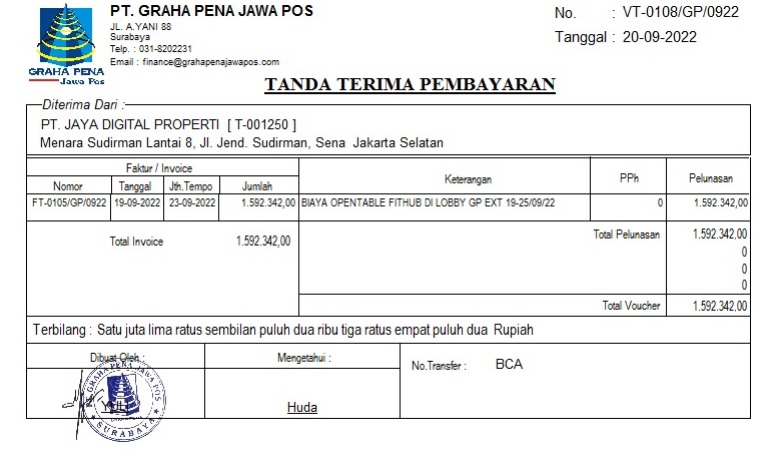 PT. GRAHA PENA JAWA POS
JL. A.YANI 88
Surabaya
Telp. : 031-8202231
Email : finance@grahapenajawapos.com
GRAHA PENA
Jawa Pos
No. : VT-0108/GP/0922
Tanggal : 20-09-2022
TANDA TERIMA PEMBAYARAN
Diterima Dari :
PT. JAYA DIGITAL PROPERTI [ T-001250 ]
Menara Sudirman Lantai 8, Jl. Jend. Sudirman, Sena Jakarta Selatan
Faktur / Invoice Keterangan PPh Pelunasan
Nomor Tanggal Jth.Tempo Jumlah
FT-0105/GP/0922 19-09-2022 23-09-2022 1.592.342,00 BIAYA OPENTABLE FITHUB DI LOBBY GP EXT 19-25/09/22 0 1.592.342,00
Total Invoice 1.592.342,00 Total Pelunasan 1.592.342,00
0
0
0
Total Voucher 1.592.342,00
Terbilang : Satu juta lima ratus sembilan puluh dua ribu tiga ratus empat puluh dua Rupiah
Dibuat Oleh : Mengetahui : No.Transfer : BCA
PT. GRAHA PENA JAWA POS
SURABAYA
YULI
Huda